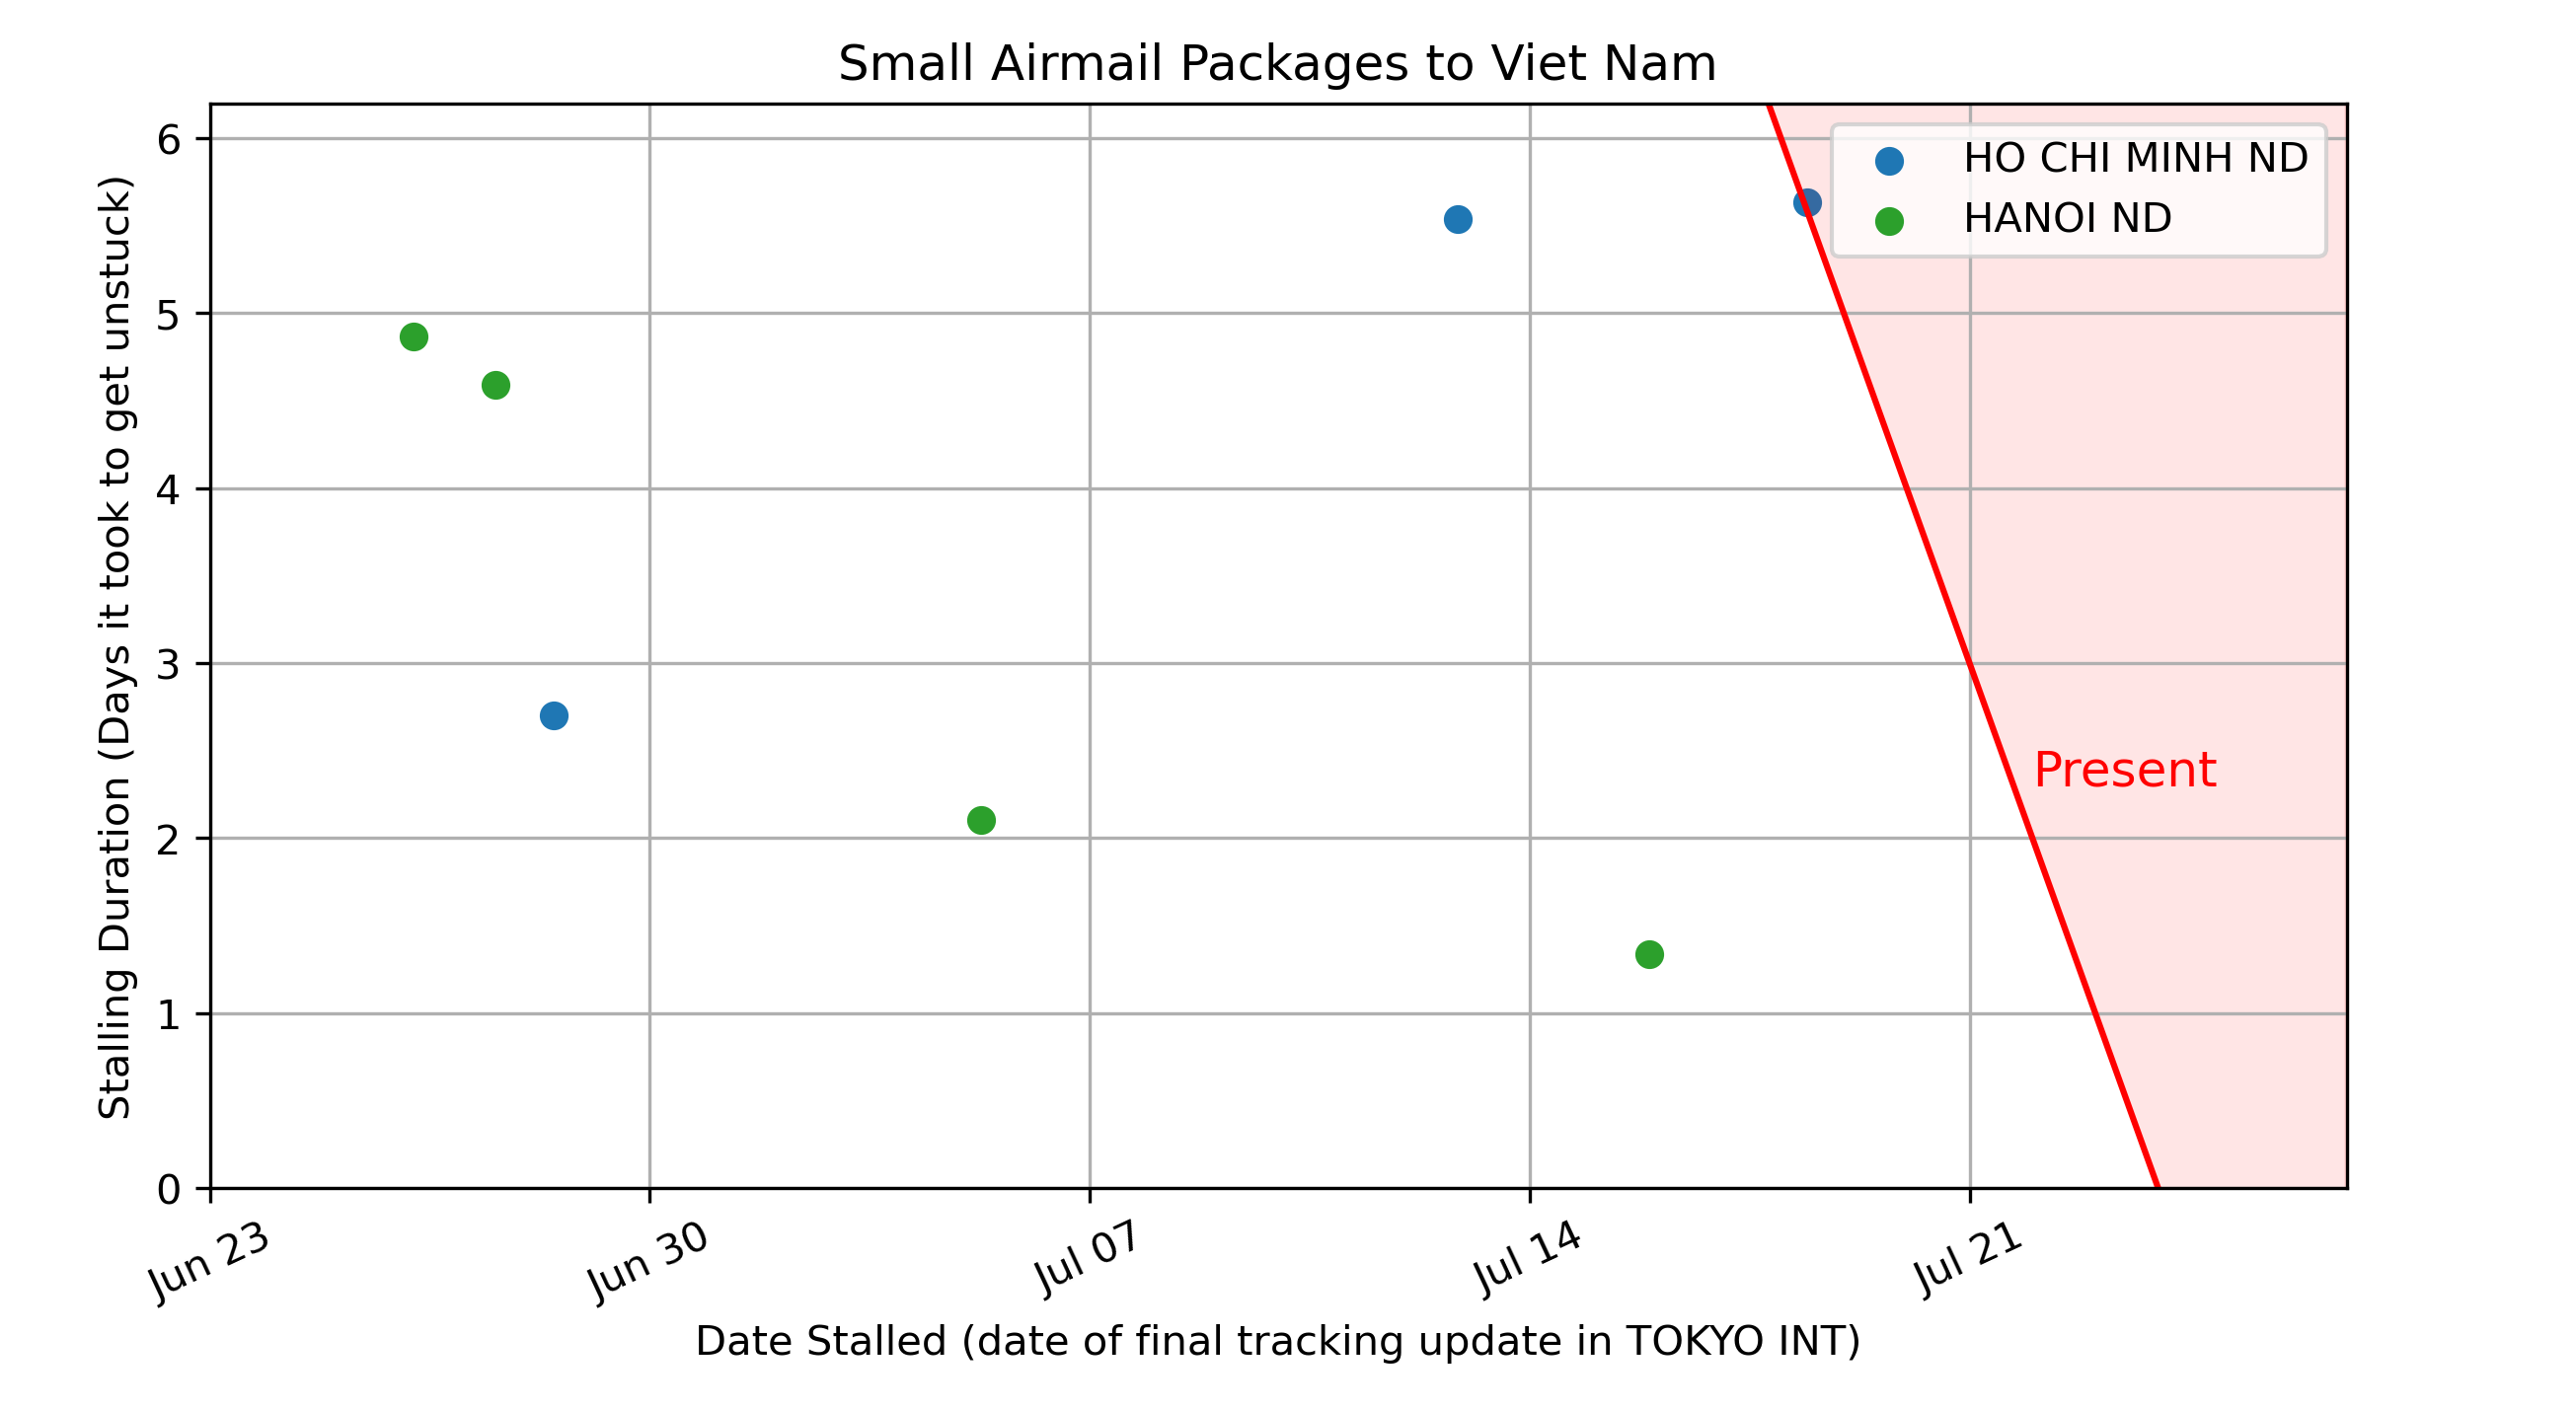 Small Airmail Packages to Viet Nam
Stalling Duration (Days it took to get unstuck)
6
5
4
3
2
1
0
HO CHI MINH ND
HANOI ND
Present
Jun 23
Jun 30
Jul 07
Jul 14
Jul 21
Date Stalled (date of final tracking update in TOKYO INT)